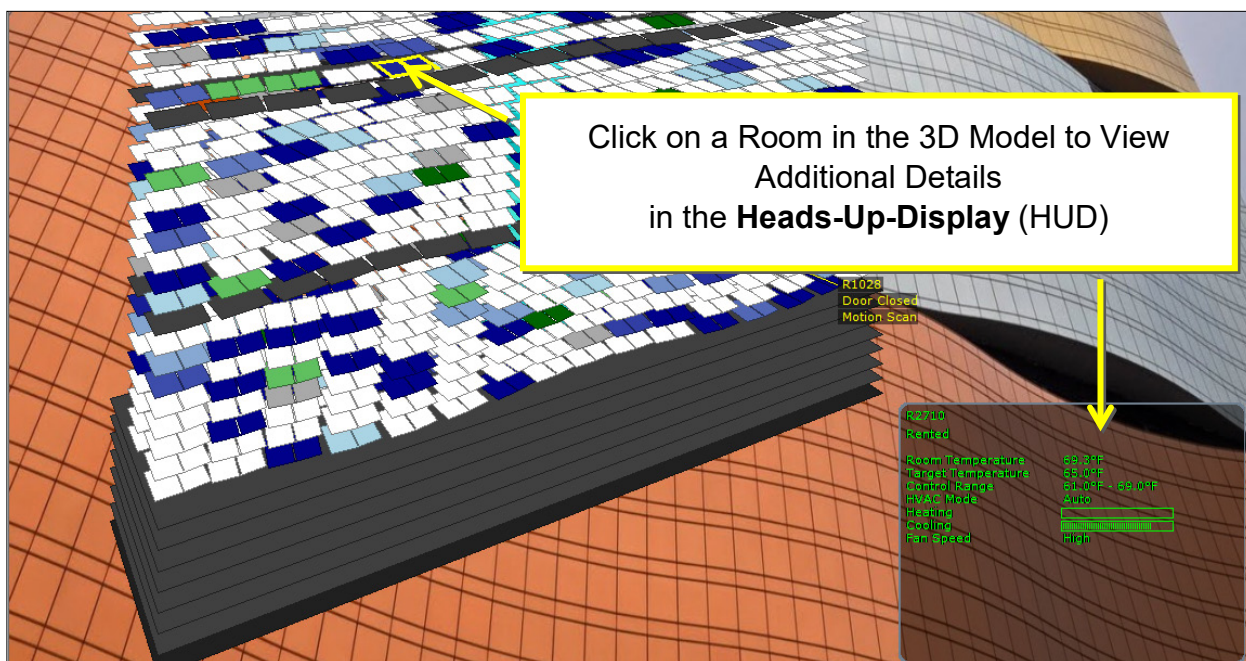 Click on a Room in the 3D Model to View
Additional Details
in the Heads-Up-Display (HUD)
R1028
Door Closed
Motion Scan
R2710
Rented
Room Temperature 69.3°F
Target Temperature 65.0°F
Control Range 61.0°F - 69.0°F
HVAC Mode Auto
Heating
Cooling
Fan Speed High